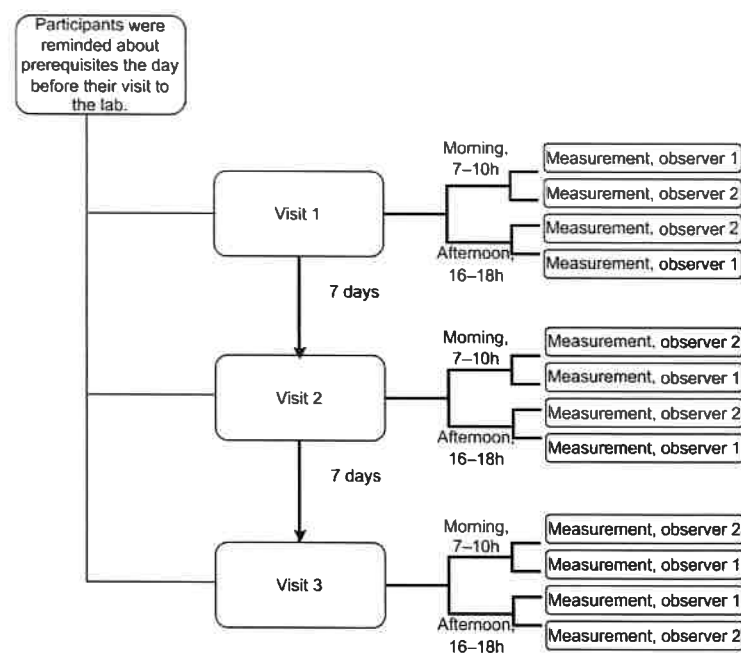 Participants were
reminded about
prerequisites the day
before their visit to
the lab.
Visit 1
Morning,
7–10h
Measurement, observer 1
Measurement, observer 2
Afternoon,
16–18h
Measurement, observer 2
Measurement, observer 1
7 days
Visit 2
Morning,
7–10h
Measurement, observer 2
Measurement, observer 1
Afternoon,
16–18h
Measurement, observer 2
Measurement, observer 1
7 days
Visit 3
Morning,
7–10h
Measurement, observer 2
Measurement, observer 1
Afternoon,
16–18h
Measurement, observer 1
Measurement, observer 2